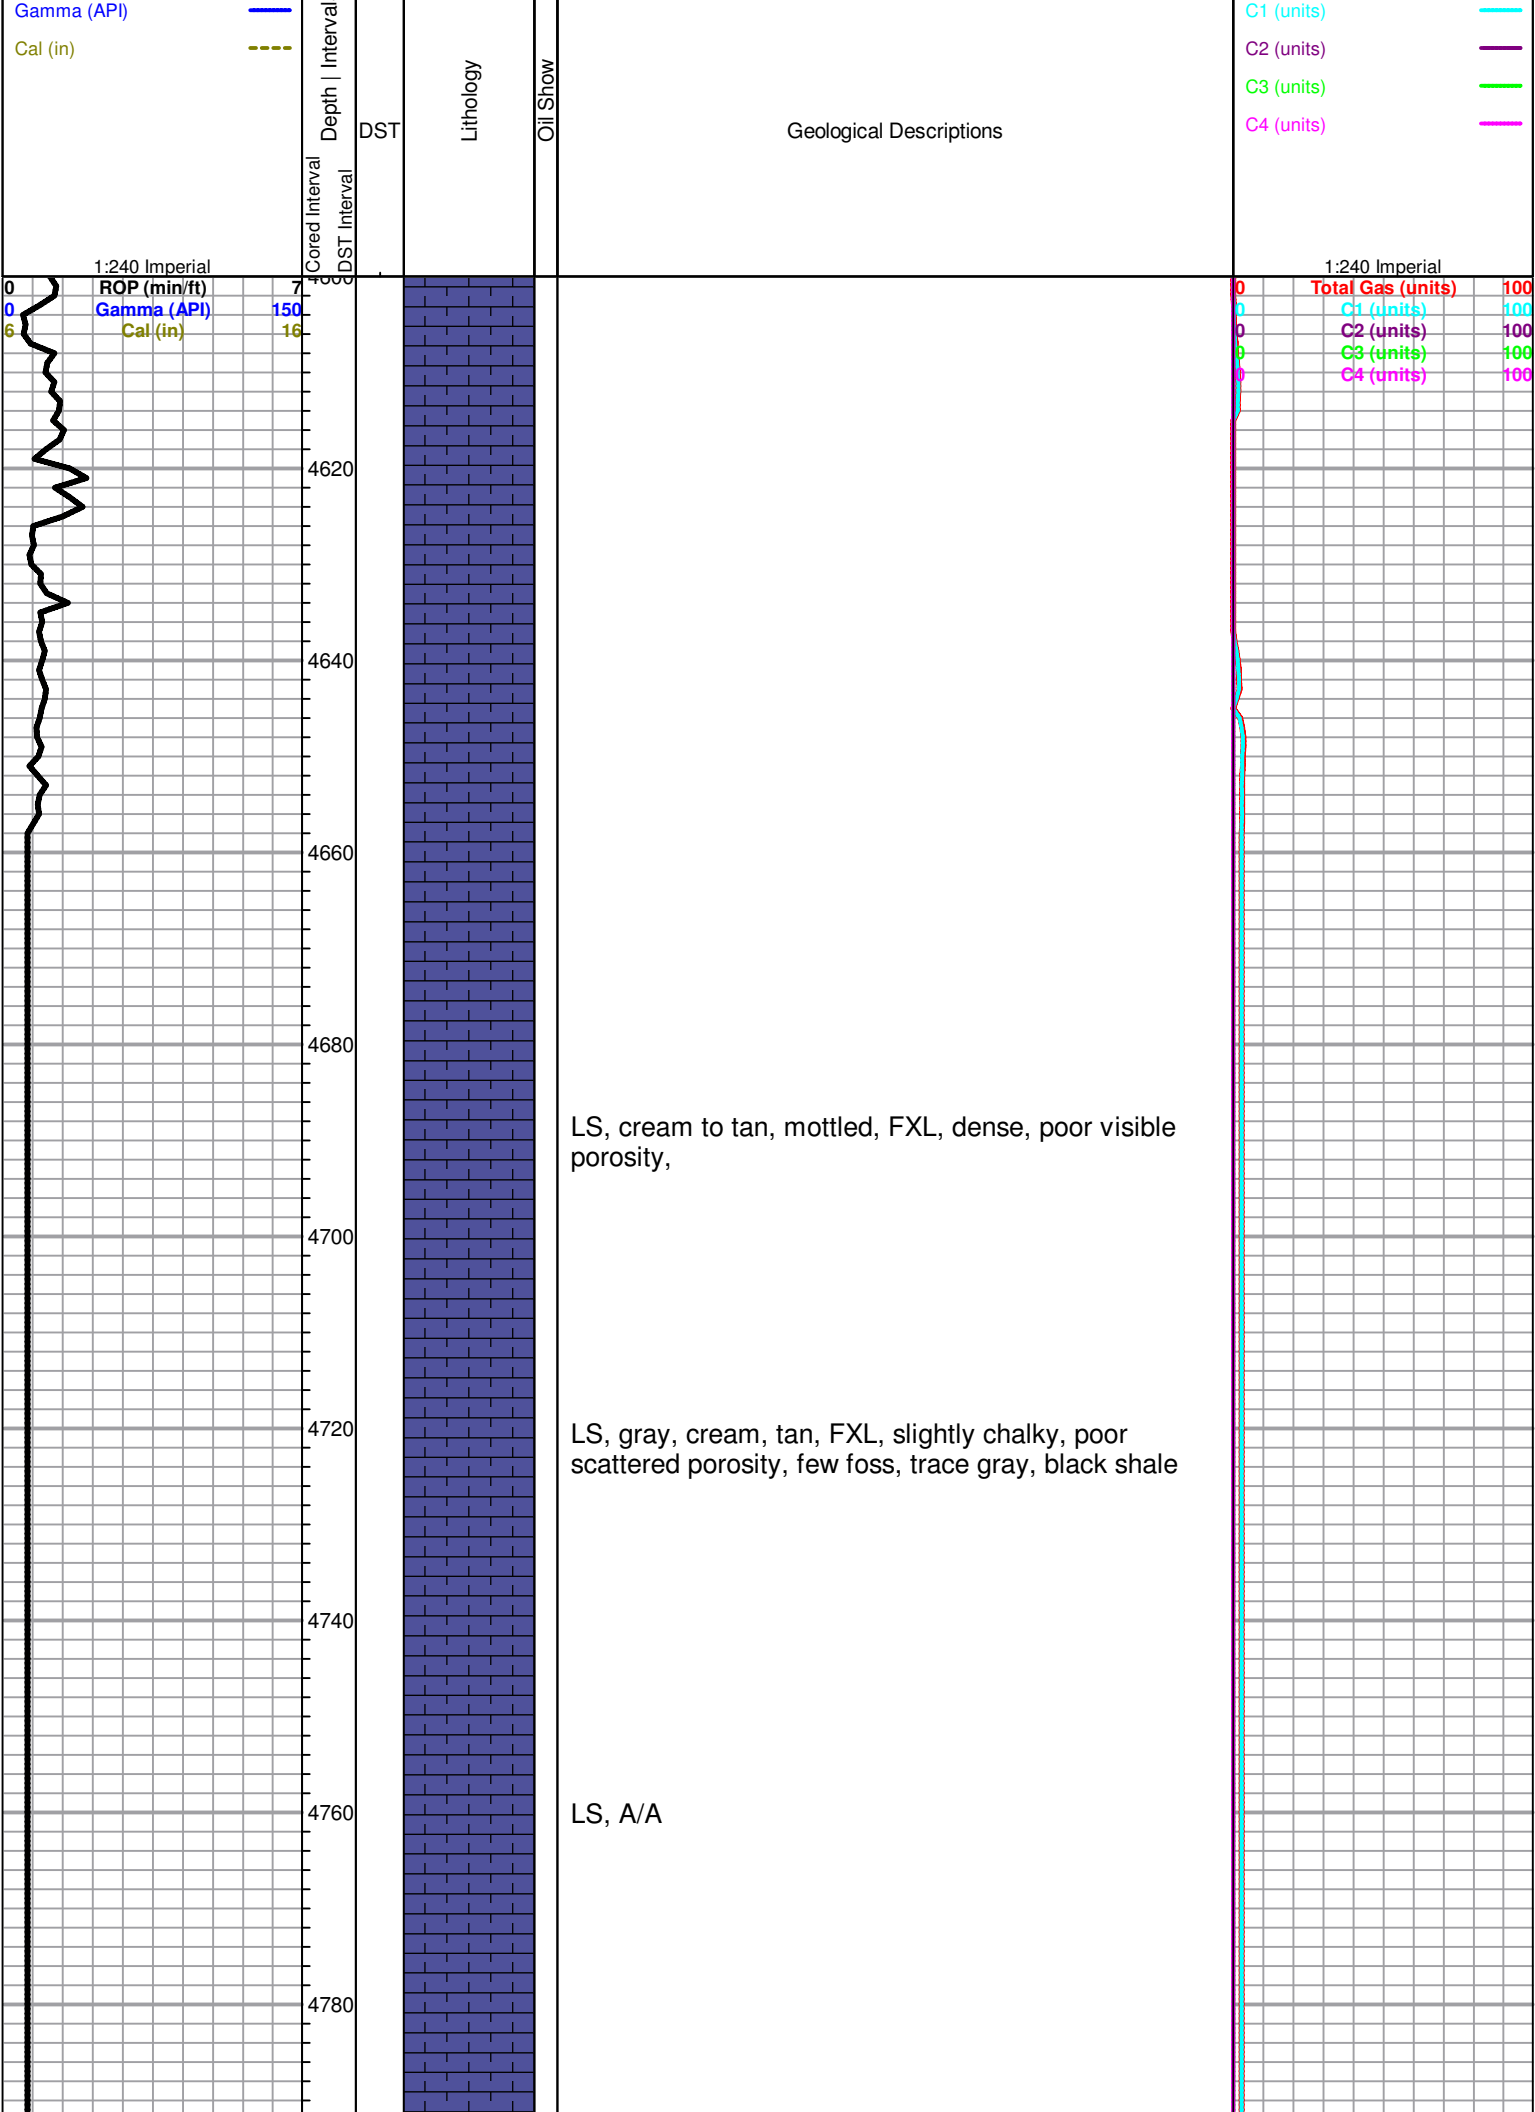 Gamma (API)
Cal (in)
Cored Interval
Depth | Interval
DST Interval
DST
Lithology
Oil Show
Geological Descriptions
C1 (units)
C2 (units)
C3 (units)
C4 (units)
1:240 Imperial
1:240 Imperial
4600
0 ROP (min/ft) 7
0 Gamma (API) 150
6 Cal (in) 16
0 Total Gas (units) 100
0 C1 (units) 100
0 C2 (units) 100
0 C3 (units) 100
0 C4 (units) 100
4620
4640
4660
4680
LS, cream to tan, mottled, FXL, dense, poor visible
porosity,
4700
4720
LS, gray, cream, tan, FXL, slightly chalky, poor
scattered porosity, few foss, trace gray, black shale
4740
4760
LS, A/A
4780